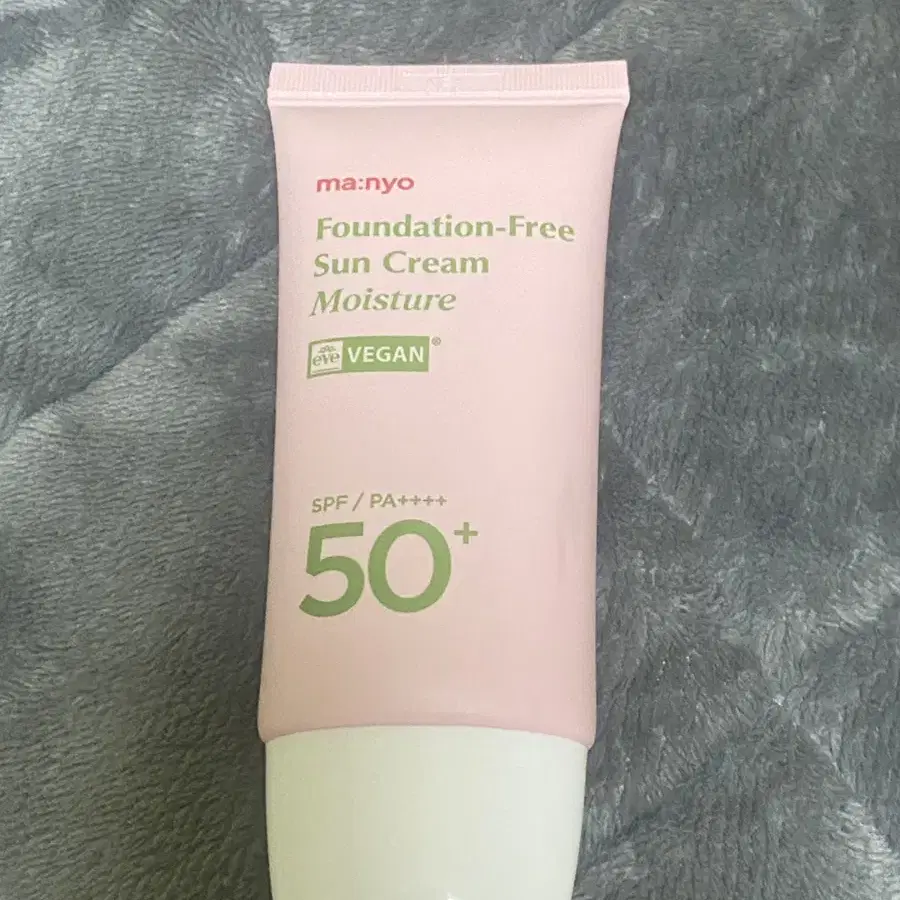 ma:nyo
Foundation-Free
Sun Cream
Moisture
eve VEGAN®
SPF / PA++++
50+